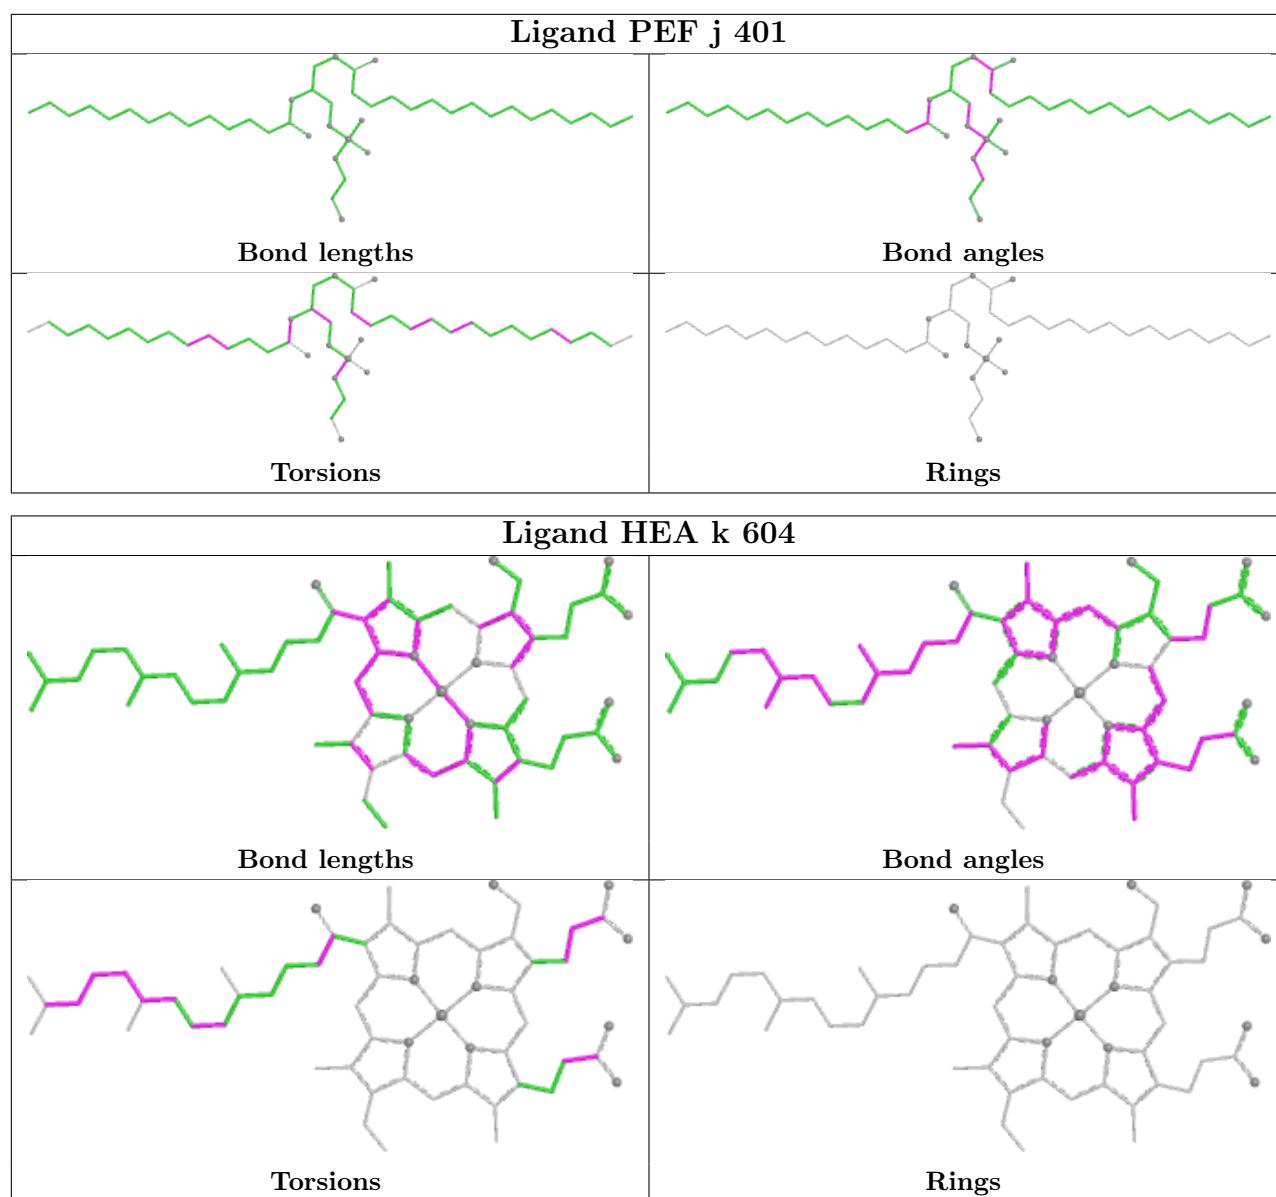 Ligand PEF j 401
Bond lengths
Bond angles
Torsions
Rings
Ligand HEA k 604
Bond lengths
Bond angles
Torsions
Rings